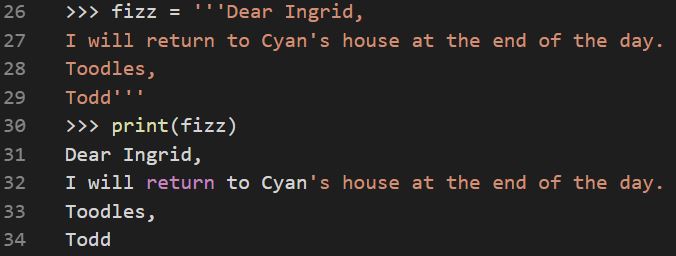 26 >>> fizz = '''Dear Ingrid,
27 I will return to Cyan's house at the end of the day.
28 Toodles,
29 Todd'''
30 >>> print(fizz)
31 Dear Ingrid,
32 I will return to Cyan's house at the end of the day.
33 Toodles,
34 Todd